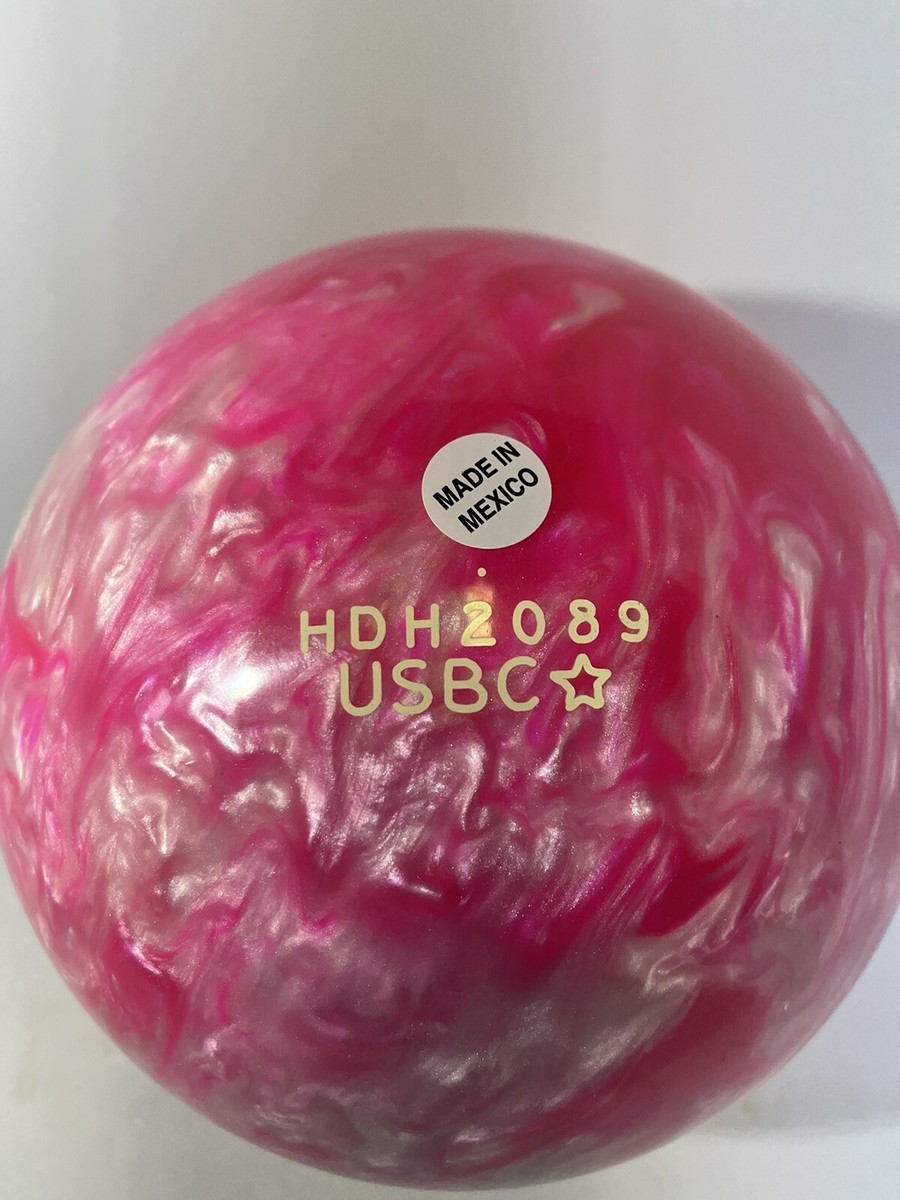 MADE IN
MEXICO
HDH2089
USBC☆